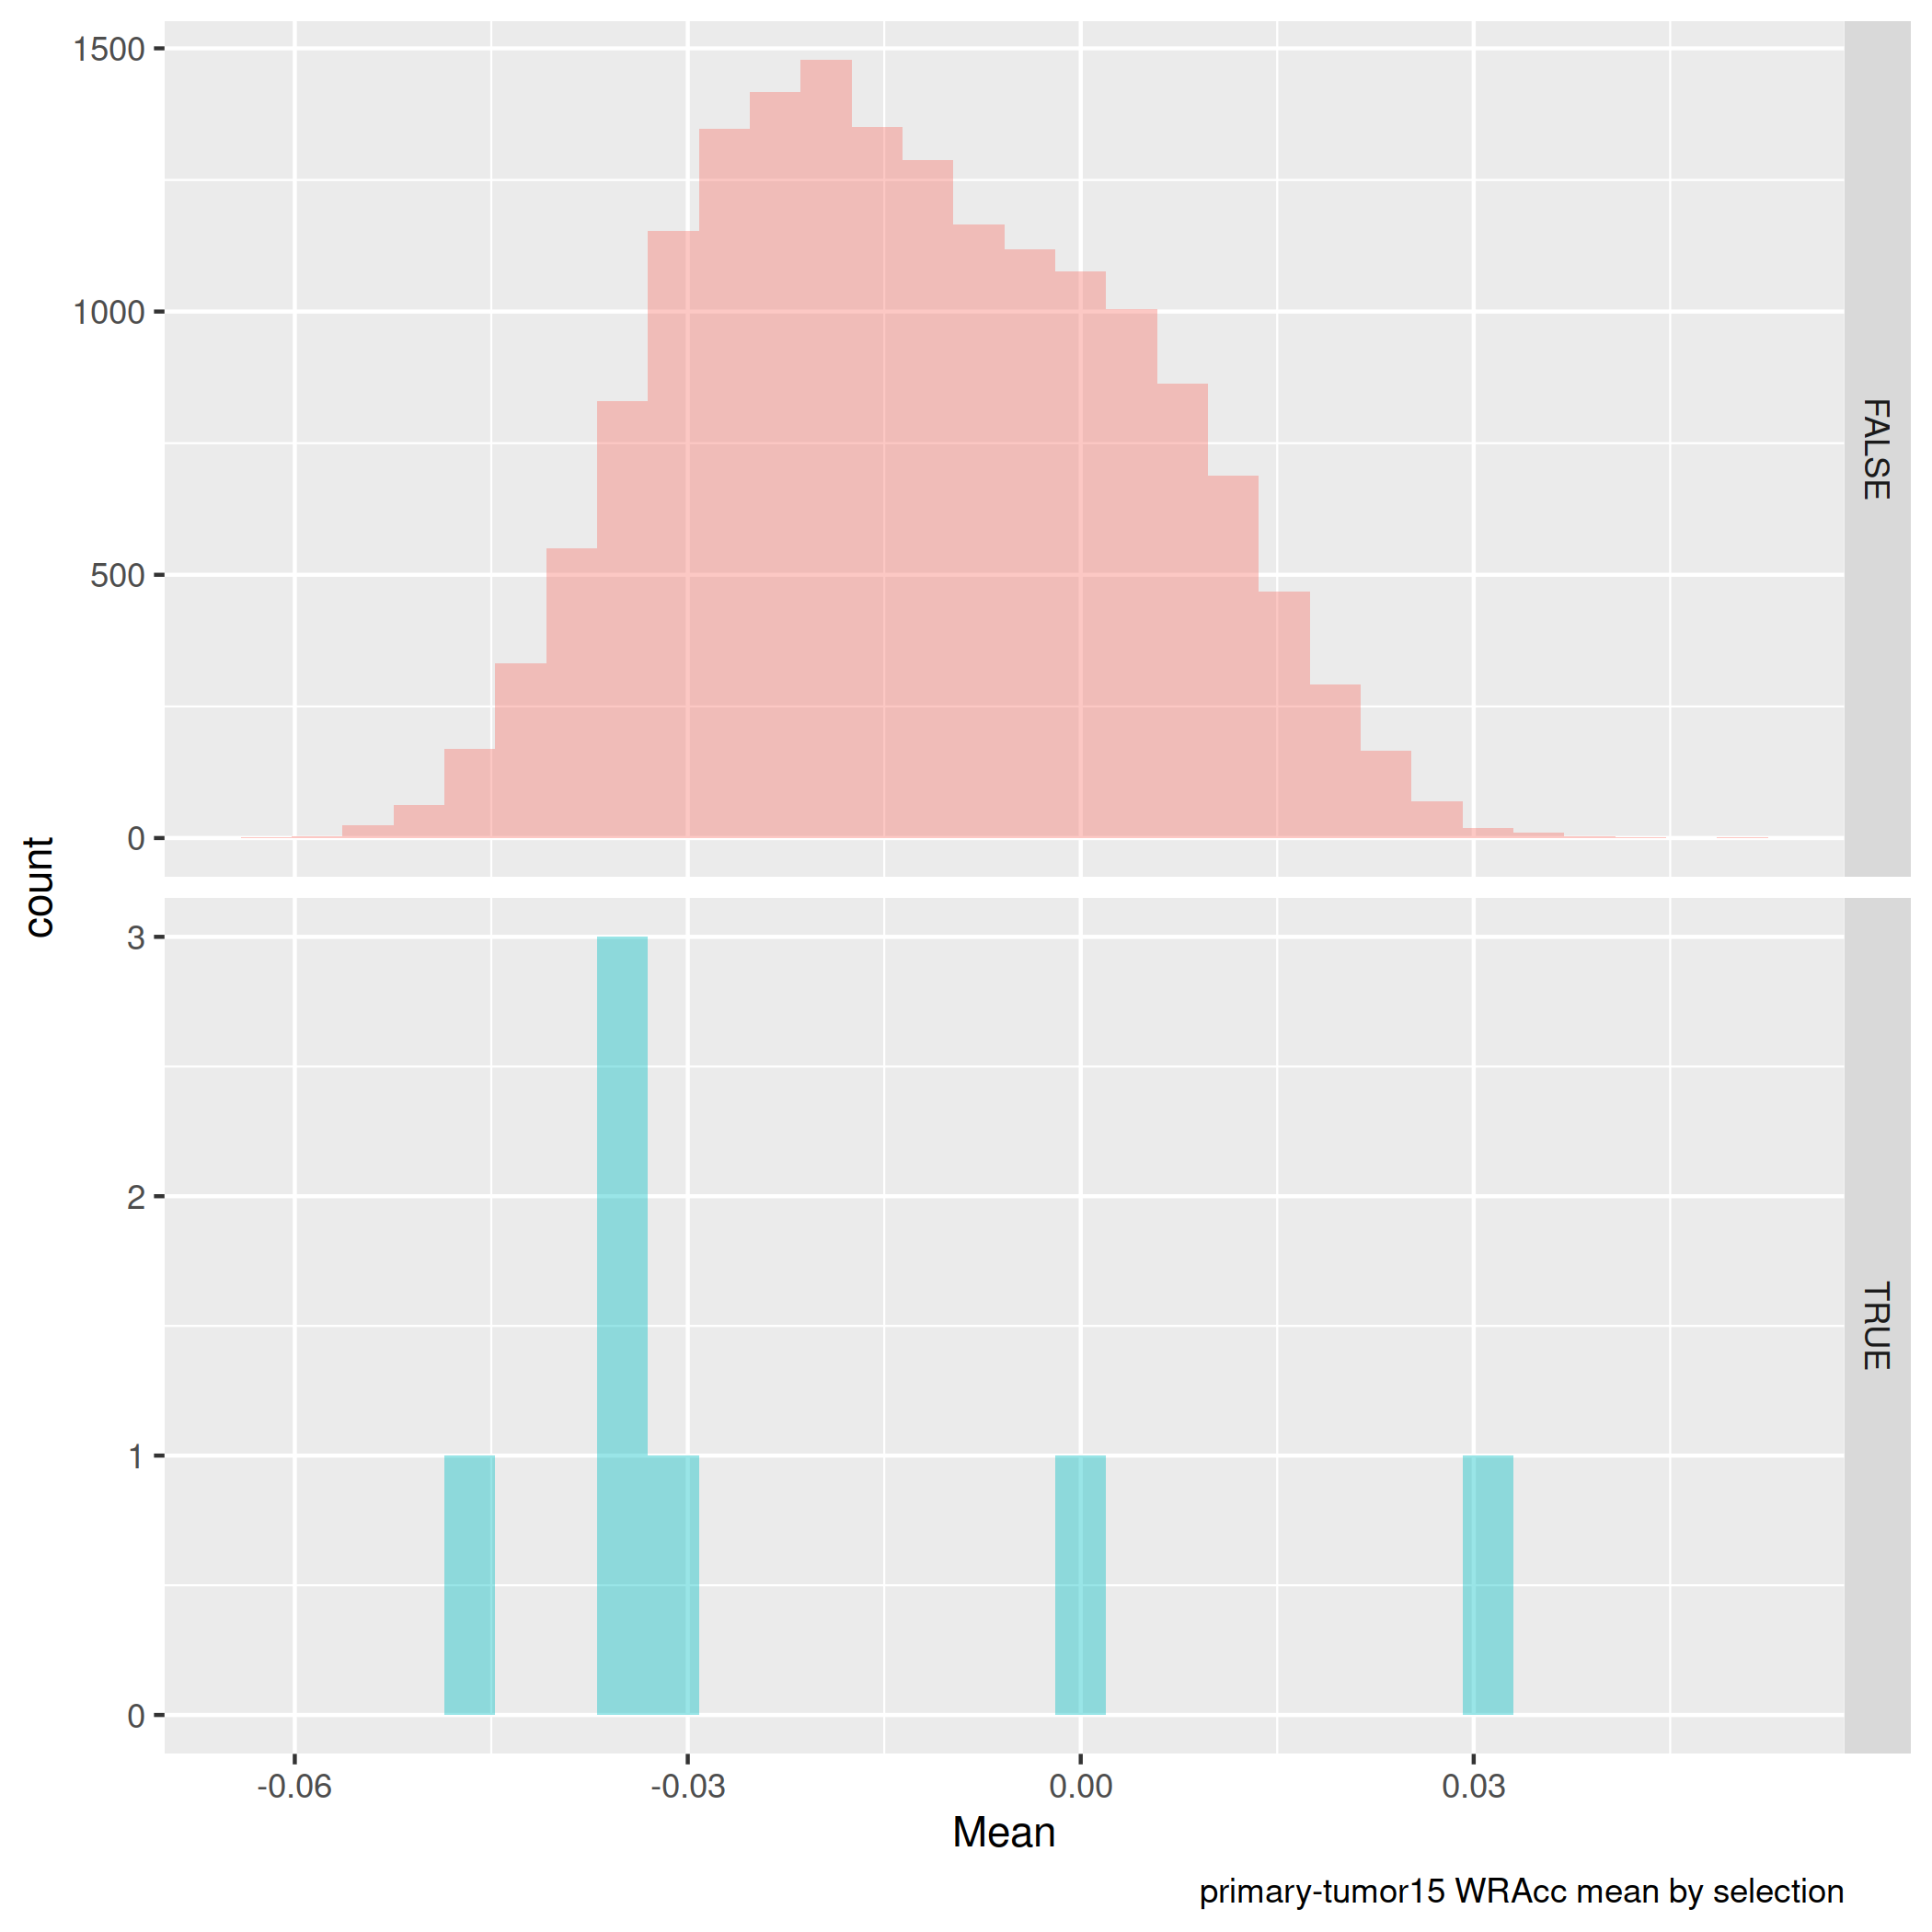 1500
1000
500
0
FALSE
count
3
2
1
0
TRUE
-0.06 -0.03 0.00 0.03
Mean
primary-tumor15 WRAcc mean by selection